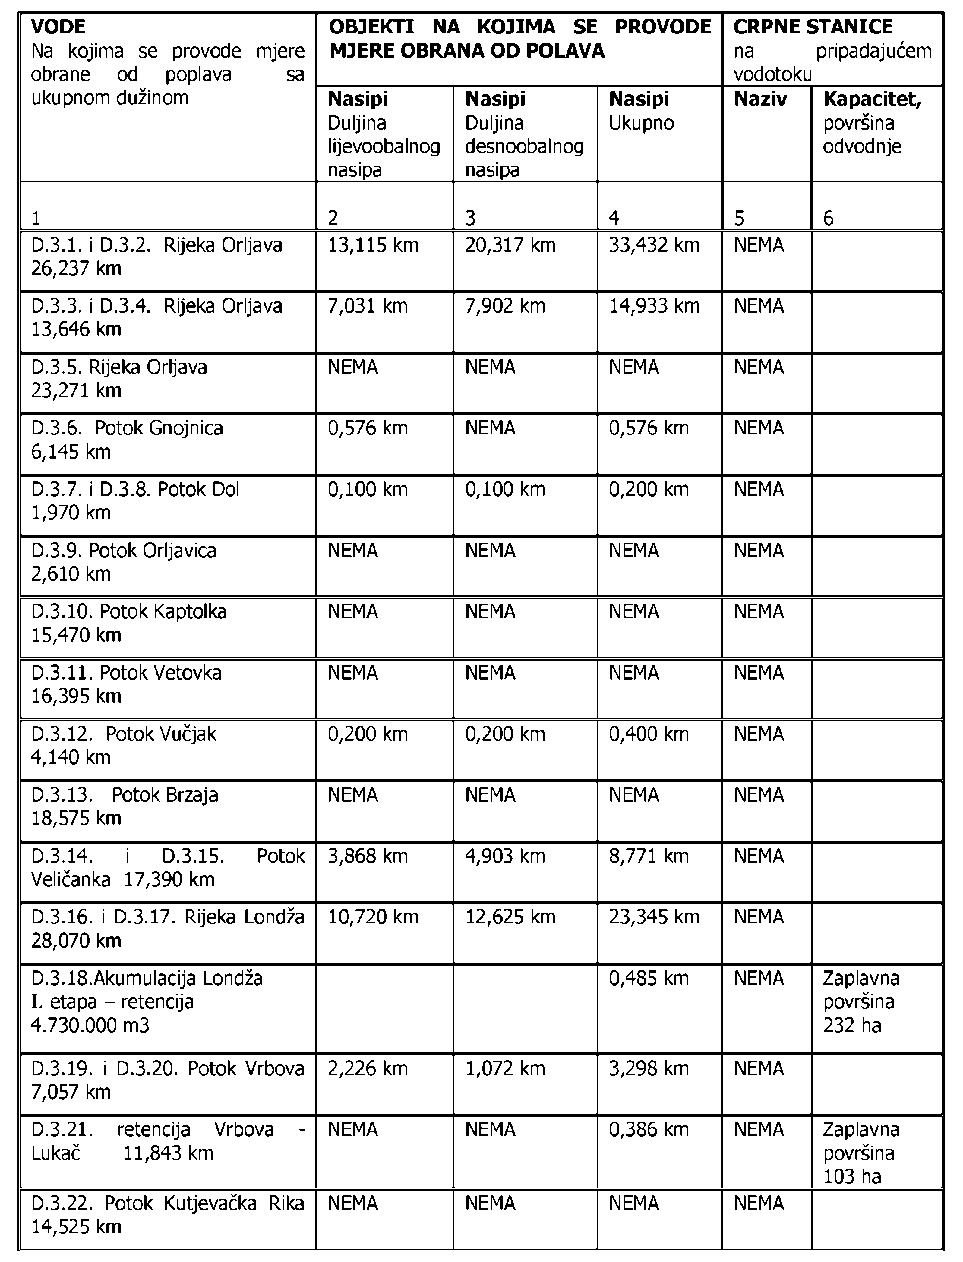 VODE
Na kojima se provode mjere
obrane od poplava sa
ukupnom dužinom
OBJEKTI NA KOJIMA SE PROVODE
MJERE OBRANA OD POLAVA
CRPNE STANICE
na pripadajućem
vodotoku
Nasipi
Duljina
lijevoobalnog
nasipa
Nasipi
Duljina
desnoobalnog
nasipa
Nasipi
Ukupno
Naziv
Kapacitet,
površina
odvodnje
1 2 3 4 5 6
D.3.1. i D.3.2. Rijeka Orljava 13,115 km 20,317 km 33,432 km NEMA
26,237 km
D.3.3. i D.3.4. Rijeka Orljava 7,031 km 7,902 km 14,933 km NEMA
13,646 km
D.3.5. Rijeka Orljava NEMA NEMA NEMA NEMA
23,271 km
D.3.6. Potok Gnojnica 0,576 km NEMA 0,576 km NEMA
6,145 km
D.3.7. i D.3.8. Potok Dol 0,100 km 0,100 km 0,200 km NEMA
1,970 km
D.3.9. Potok Orljavica NEMA NEMA NEMA NEMA
2,610 km
D.3.10. Potok Kaptolka NEMA NEMA NEMA NEMA
15,470 km
D.3.11. Potok Vetovka NEMA NEMA NEMA NEMA
16,395 km
D.3.12. Potok Vučjak 0,200 km 0,200 km 0,400 km NEMA
4,140 km
D.3.13. Potok Brzaja NEMA NEMA NEMA NEMA
18,575 km
D.3.14. i D.3.15. Potok 3,868 km 4,903 km 8,771 km NEMA
Veličanka 17,390 km
D.3.16. i D.3.17. Rijeka Londža 10,720 km 12,625 km 23,345 km NEMA
28,070 km
D.3.18.Akumulacija Londža 0,485 km NEMA Zaplavna
I. etapa – retencija površina
4.730.000 m3 232 ha
D.3.19. i D.3.20. Potok Vrbova 2,226 km 1,072 km 3,298 km NEMA
7,057 km
D.3.21. retencija Vrbova - NEMA NEMA 0,386 km NEMA Zaplavna
Lukač 11,843 km površina
103 ha
D.3.22. Potok Kutjevačka Rika NEMA NEMA NEMA NEMA
14,525 km